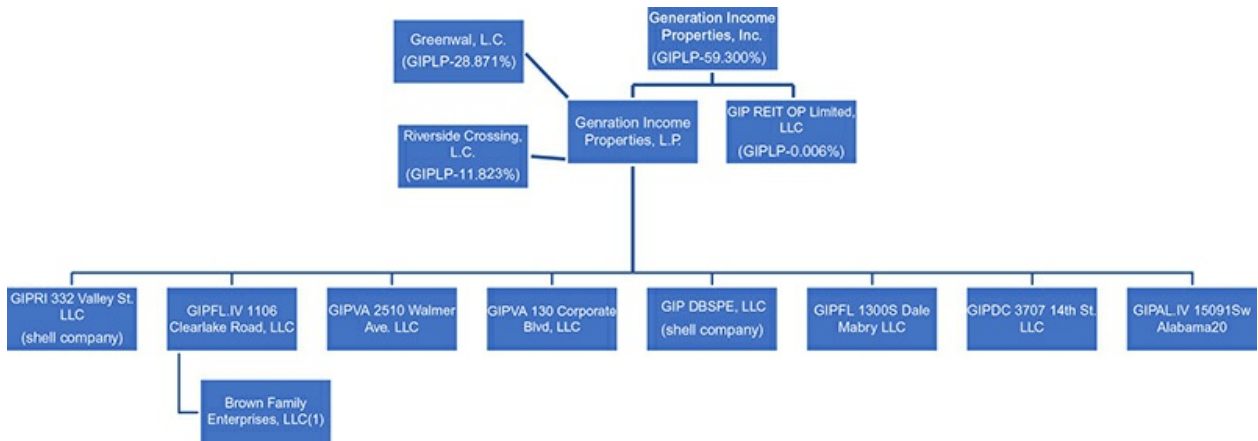 Greenwal, L.C.
(GIPLP-28.871%)
Generation Income
Properties, Inc.
(GIPLP-59.300%)
Riverside Crossing,
L.C.
(GIPLP-11.823%)
Genration Income
Properties, L.P.
GIP REIT OP Limited,
LLC
(GIPLP-0.006%)
GIPRI 332 Valley St.
LLC
(shell company)
GIPFL.IV 1106
Clearlake Road, LLC
GIPVA 2510 Walmer
Ave. LLC
GIPVA 130 Corporate
Blvd, LLC
GIP DBSPE, LLC
(shell company)
GIPFL 1300S Dale
Mabry LLC
GIPDC 3707 14th St.
LLC
GIPAL.IV 15091Sw
Alabama20
Brown Family
Enterprises, LLC(1)